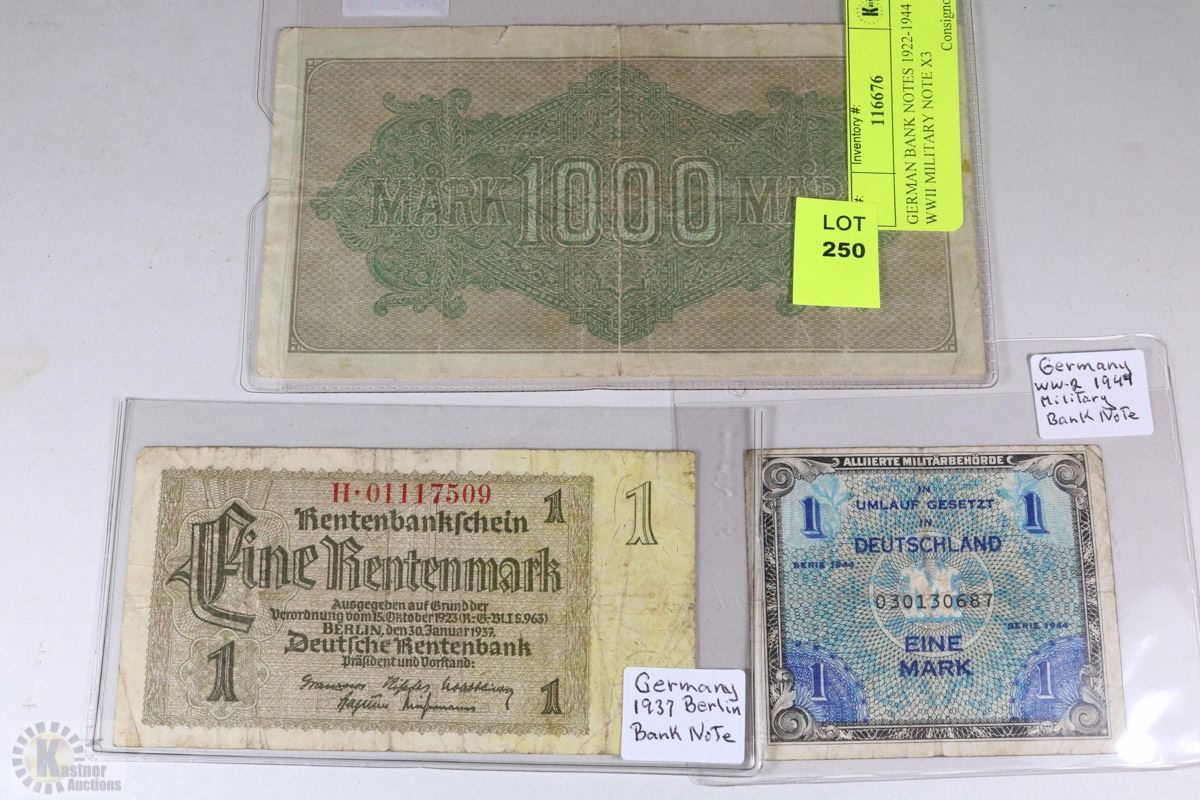 MARK 1000
Inventory #:
116676
GERMAN BANK NOTES 1922-1944
WWII MILITARY NOTE X3
Consigno
LOT
250
H·01117509
Rentenbankschein
1
1
Eine Rentenmark
Ausgegeben auf Grund der
Verordnung vom 15. Oktober 1923 (R.-G.-Bl. I S. 963)
BERLIN, den 30. Januar 1937.
Deutsche Rentenbank
Präsident und Vorstand:
1
1
Germany
1937 Berlin
Bank Note
Germany
WW-2 1944
Military
Bank Note
ALLIIERTE MILITÄRBEHÖRDE
IN
UMLAUF GESETZT
1
1
IN
DEUTSCHLAND
SERIE 1944
M
030130687
SERIE 1944
EINE
MARK
1
1
Kastner
Auctions